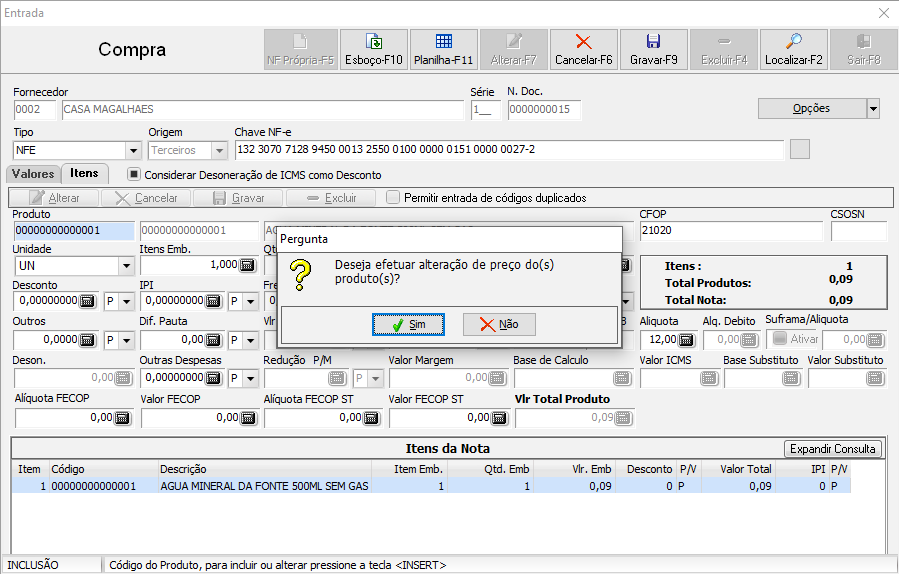 Entrada
Compra
NF Própria-F5
Esboço-F10
Planilha-F11
Alterar-F7
Cancelar-F6
Gravar-F9
Excluir-F4
Localizar-F2
Sair-F8
Fornecedor Série N. Doc.
0002 CASA MAGALHAES 1__ 0000000015
Opções
Tipo Origem Chave NF-e
NFE Terceiros 132 3070 7128 9450 0013 2550 0100 0000 0151 0000 0027-2
Valores Itens Considerar Desoneração de ICMS como Desconto
Alterar Cancelar Gravar Excluir Permitir entrada de códigos duplicados
Produto CFOP CSOSN
00000000000001 00000000000001 21020
Unidade Itens Emb.
UN 1,000
Desconto IPI
0,00000000 P 0,00000000 P
Outros Dif. Pauta Vlr Aliquota Alq. Debito Suframa/Aliquota
0,0000 P 0,00 P 12,00 0,00 Ativar 0,00
Pergunta
Deseja efetuar alteração de preço do(s)
produto(s)?
Sim Não
Itens : 1
Total Produtos: 0,09
Total Nota: 0,09
Deson. Outras Despesas Redução P/M Valor Margem Base de Calculo Valor ICMS Base Substituto Valor Substituto
0,00 0,00000000 P P 0,00
Alíquota FECOP Valor FECOP Alíquota FECOP ST Valor FECOP ST Vlr Total Produto
0,00 0,00 0,00 0,00 0,09
Itens da Nota Expandir Consulta
Item Código Descrição Item Emb. Qtd. Emb Vlr. Emb Desconto P/V Valor Total IPI P/V
1 00000000000001 AGUA MINERAL DA FONTE 500ML SEM GAS 1 1 0,09 0 P 0,09 0 P
INCLUSÃO Código do Produto, para incluir ou alterar pressione a tecla <INSERT>